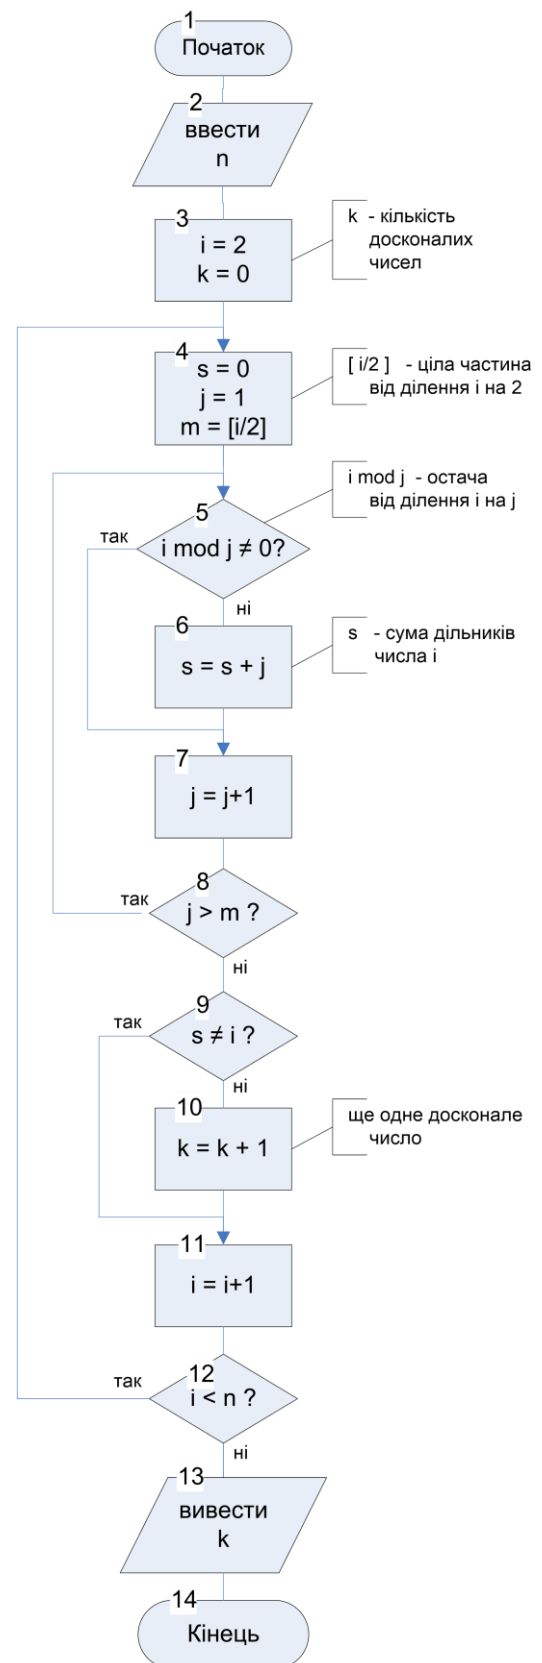 1
Початок
2
ввести
n
3
i = 2
k = 0
k - кількість
досконалих
чисел
4
s = 0
j = 1
m = [i/2]
[ i/2 ] - ціла частина
від ділення i на 2
i mod j - остача
від ділення i на j
5
так
i mod j ≠ 0?
ні
6
s = s + j
s - сума дільників
числа i
7
j = j+1
8
так
j > m ?
ні
9
так
s ≠ i ?
ні
10
k = k + 1
ще одне досконале
число
11
i = i+1
12
так
i < n ?
ні
13
вивести
k
14
Кінець